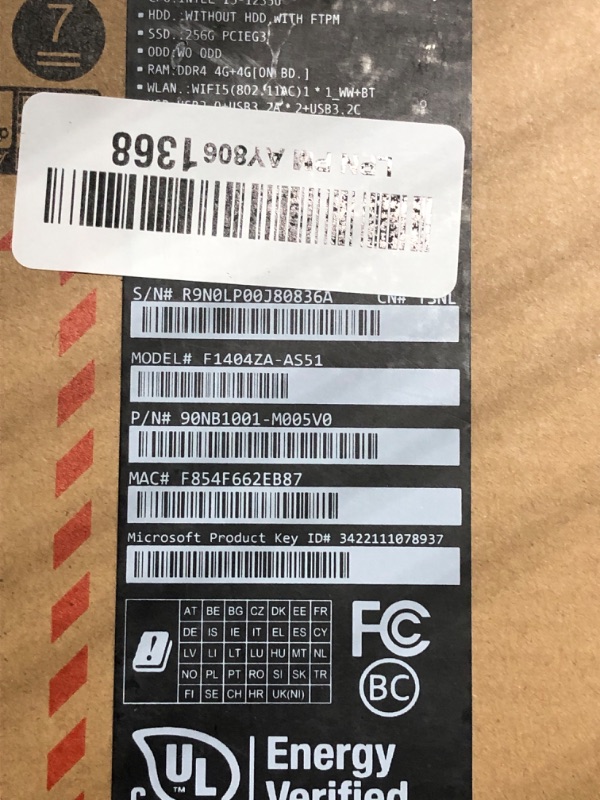 7
HDD.:WITHOUT HDD,WITH FTPM
SSD.:256G PCIEG3
ODD:WO ODD
RAM:DDR4 4G+4G[ON BD.]
WLAN.:WIFI5(802.11AC)1*1_WW+BT
AY8061368
S/N# R9N0LP00J80836A
MODEL# F1404ZA-AS51
P/N# 90NB1001-M005V0
MAC# F854F662EB87
Microsoft Product Key ID# 3422111078937
AT BE BG CZ DK EE FR
DE IS IE IT EL ES CY
LV LI LT LU HU MT NL
NO PL PT RO SI SK TR
FI SE CH HR UK(NI)
FC
BC
UL
TM
Energy
Verified